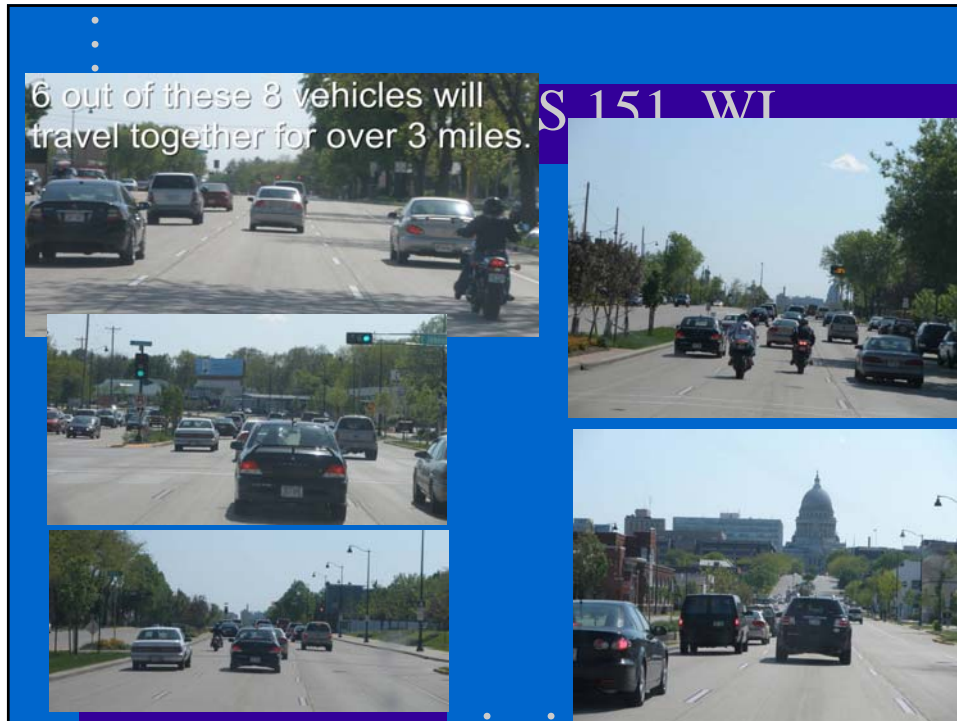 6 out of these 8 vehicles will
travel together for over 3 miles.
S 151, WI